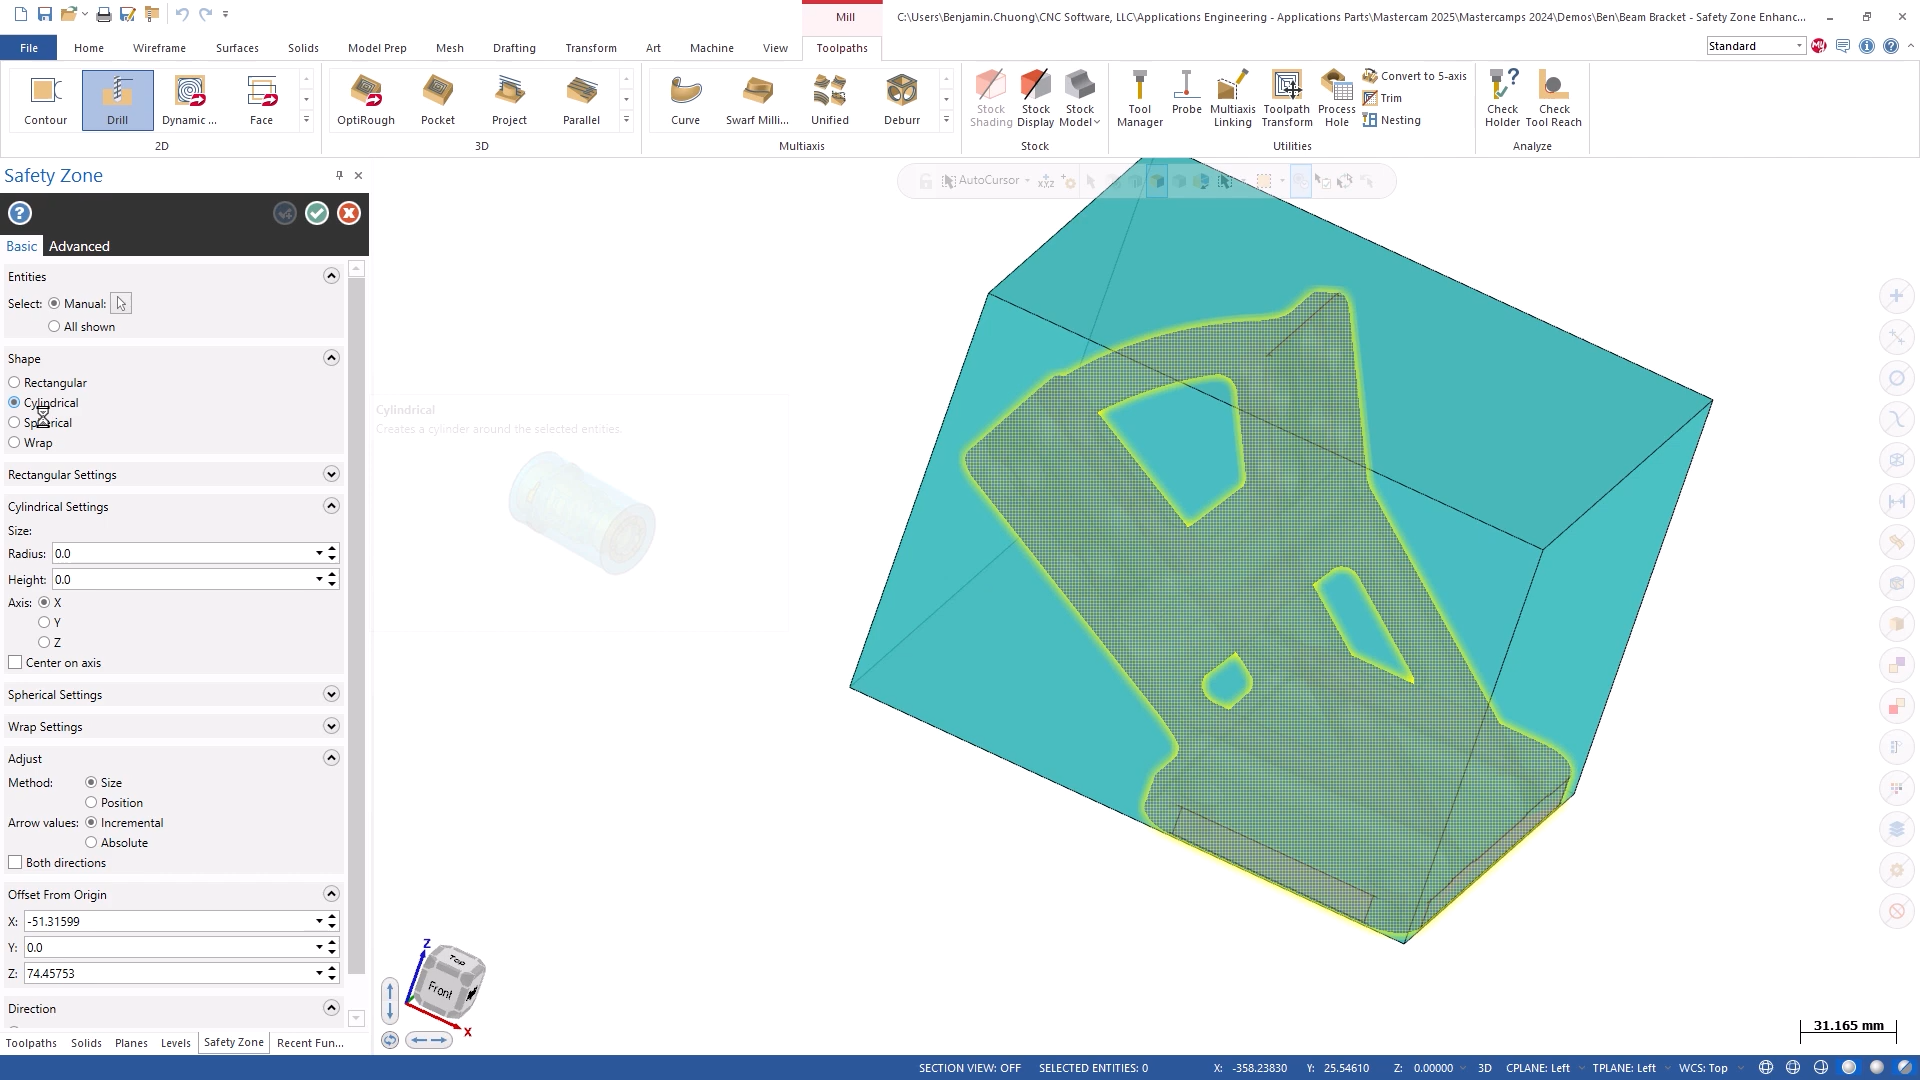 Mill
C:\Users\Benjamin.Chuong\CNC Software, LLC\Applications Engineering - Applications Parts\Mastercam 2025\Mastercamps 2024\Demos\Ben\Beam Bracket - Safety Zone Enhanc...
File Home Wireframe Surfaces Solids Model Prep Mesh Drafting Transform Art Machine View Toolpaths
Standard
Contour Drill Dynamic ... Face
OptiRough Pocket Project Parallel
Curve Swarf Milli... Unified Deburr
Stock Shading Stock Display Stock Model
Tool Manager Probe Multiaxis Linking Toolpath Transform Process Hole
Convert to 5-axis
Trim
Nesting
Check Holder Check Tool Reach
2D 3D Multiaxis Stock Utilities Analyze
Safety Zone
AutoCursor
Basic Advanced
Entities
Select: Manual:
All shown
Shape
Rectangular
Cylindrical
Spherical
Wrap
Cylindrical
Creates a cylinder around the selected entities.
Rectangular Settings
Cylindrical Settings
Size:
Radius: 0.0
Height: 0.0
Axis: X
Y
Z
Center on axis
Spherical Settings
Wrap Settings
Adjust
Method: Size
Position
Arrow values: Incremental
Absolute
Both directions
Offset From Origin
X: -51.31599
Y: 0.0
Z: 74.45753
Direction
Z
Top
Front
X
31.165 mm
Toolpaths Solids Planes Levels Safety Zone Recent Fun...
SECTION VIEW: OFF SELECTED ENTITIES: 0 X: -358.23830 Y: 25.54610 Z: 0.00000 3D CPLANE: Left TPLANE: Left WCS: Top